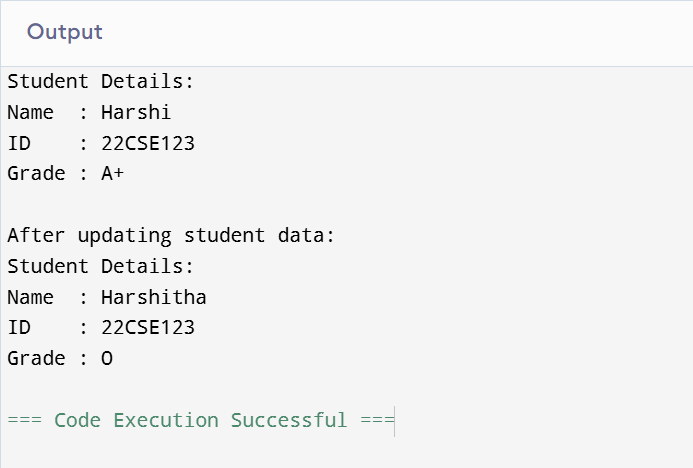 Output
Student Details:
Name  : Harshi
ID    : 22CSE123
Grade : A+

After updating student data:
Student Details:
Name  : Harshitha
ID    : 22CSE123
Grade : O

=== Code Execution Successful ===